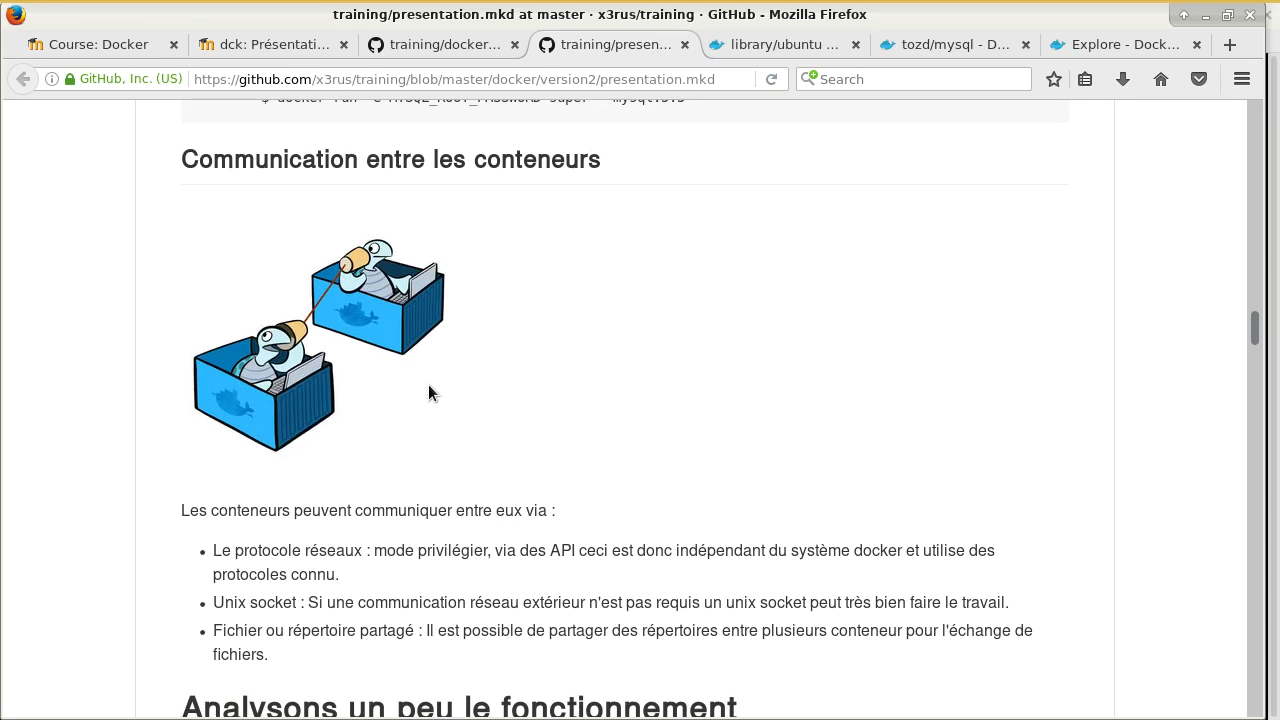 training/presentation.mkd at master · x3rus/training · GitHub - Mozilla Firefox
Course: Docker
dck: Présentati...
training/docker...
training/presen...
library/ubuntu ...
tozd/mysql - D...
Explore - Dock...
GitHub, Inc. (US)
https://github.com/x3rus/training/blob/master/docker/version2/presentation.mkd
Search
Communication entre les conteneurs
Les conteneurs peuvent communiquer entre eux via :
• Le protocole réseaux : mode privilégier, via des API ceci est donc indépendant du système docker et utilise des
protocoles connu.
• Unix socket : Si une communication réseau extérieur n'est pas requis un unix socket peut très bien faire le travail.
• Fichier ou répertoire partagé : Il est possible de partager des répertoires entre plusieurs conteneur pour l'échange de
fichiers.
Analysons un peu le fonctionnement